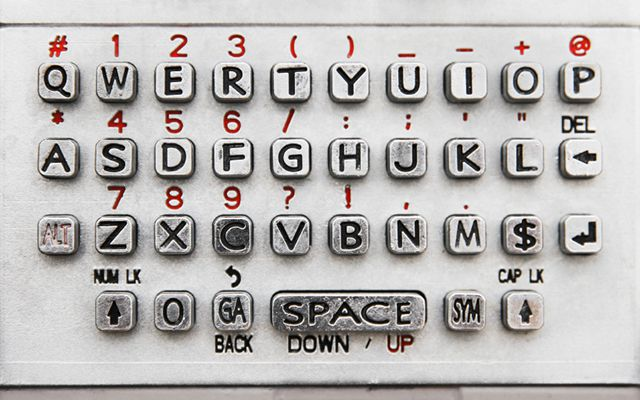 # 1 2 3 ( ) _ - + @
Q W E R T Y U I O P
* 4 5 6 / : ; ' " DEL
A S D F G H J K L ←
7 8 9 ? ! , .
ALT Z X C V B N M $ ↵
NUM LK ↶ CAP LK
↑ 0 GA SPACE SYM ↑
BACK DOWN / UP